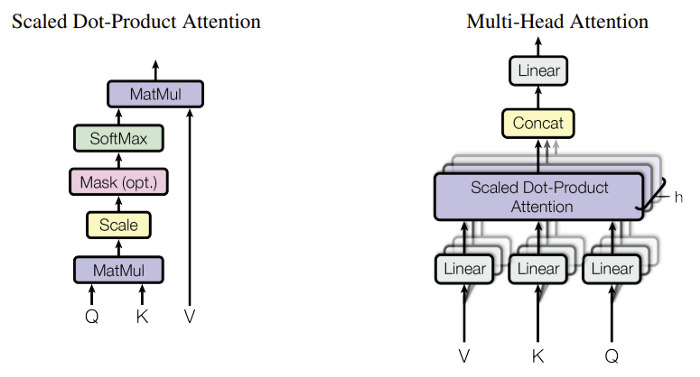 Scaled Dot-Product Attention
MatMul
SoftMax
Mask (opt.)
Scale
MatMul
Q K V
Multi-Head Attention
Linear
Concat
Scaled Dot-Product
Attention
h
Linear Linear Linear
V K Q